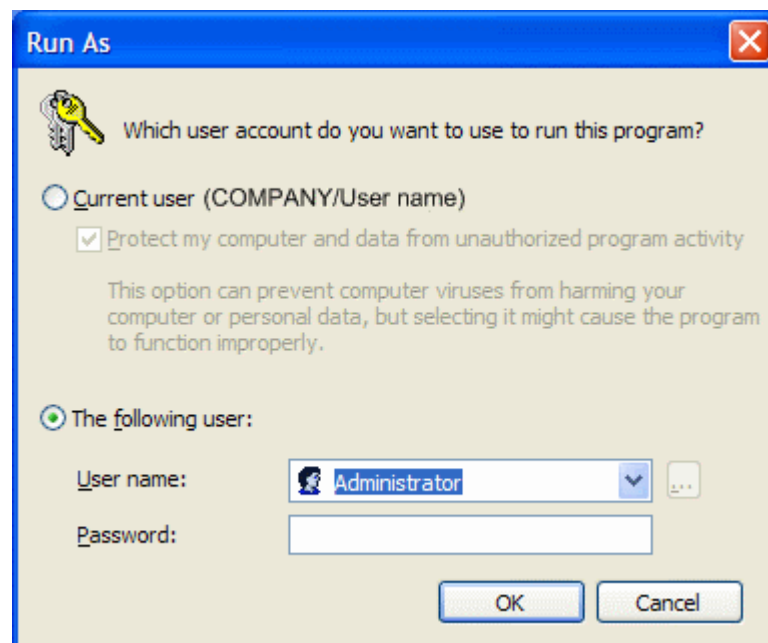 Run As
Which user account do you want to use to run this program?
Current user (COMPANY/User name)
Protect my computer and data from unauthorized program activity
This option can prevent computer viruses from harming your
computer or personal data, but selecting it might cause the program
to function improperly.
The following user:
User name: Administrator ...
Password:
OK Cancel